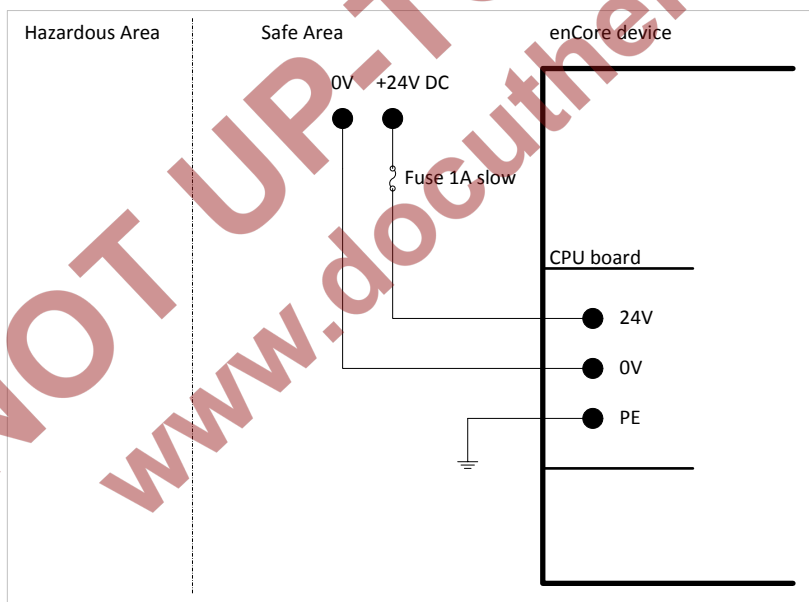 Hazardous Area
Safe Area
enCore device
0V
+24V DC
Fuse 1A slow
CPU board
24V
0V
PE
NOT UP-TO
www.docuthe